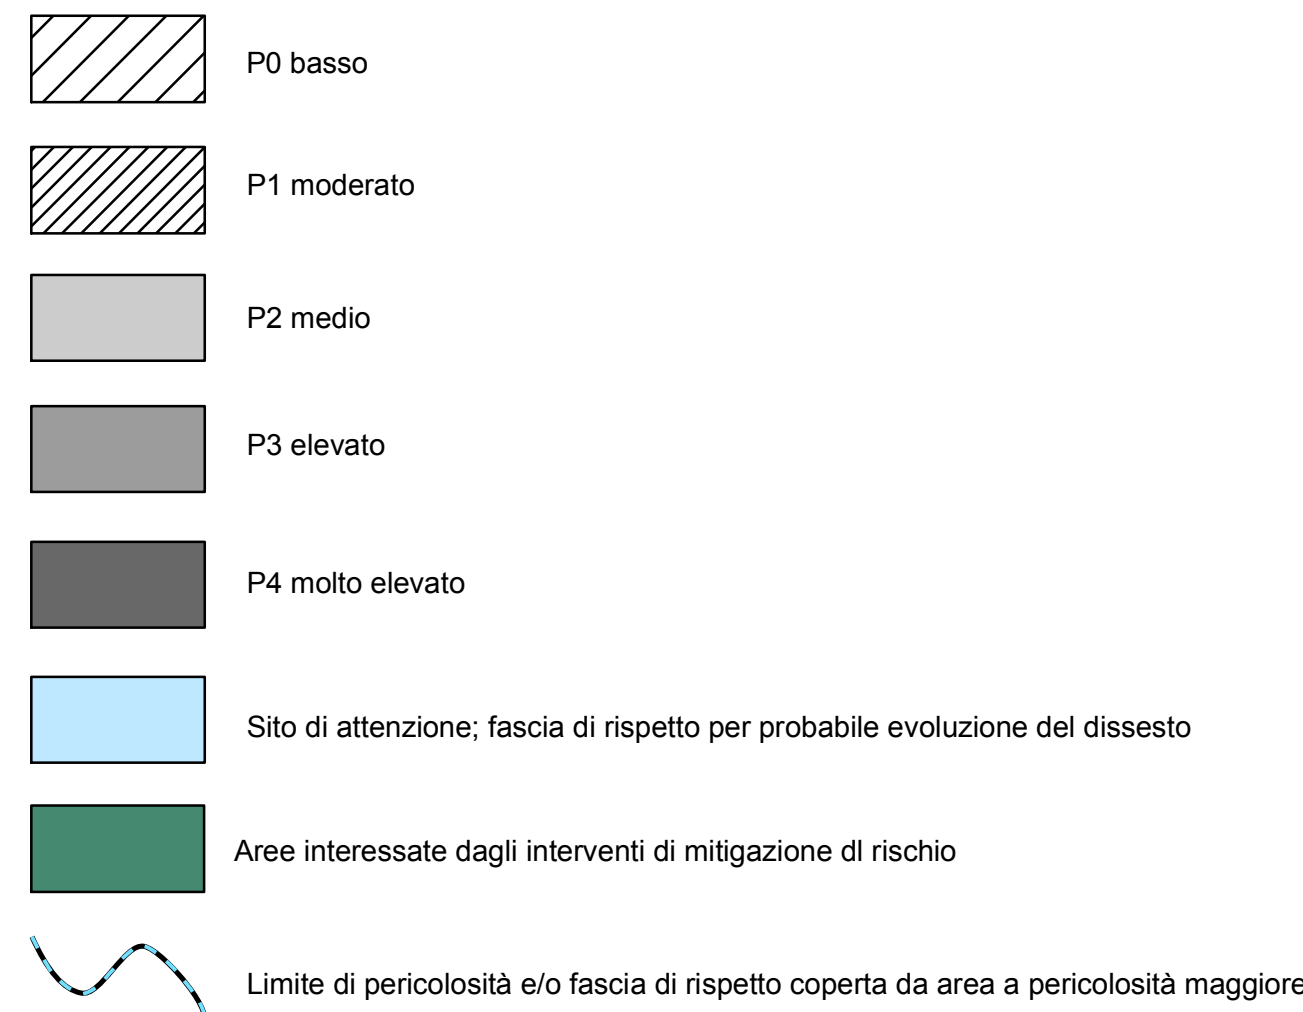 P0 basso
P1 moderato
P2 medio
P3 elevato
P4 molto elevato
Sito di attenzione; fascia di rispetto per probabile evoluzione del dissesto
Aree interessate dagli interventi di mitigazione dl rischio
Limite di pericolosità e/o fascia di rispetto coperta da area a pericolosità maggiore